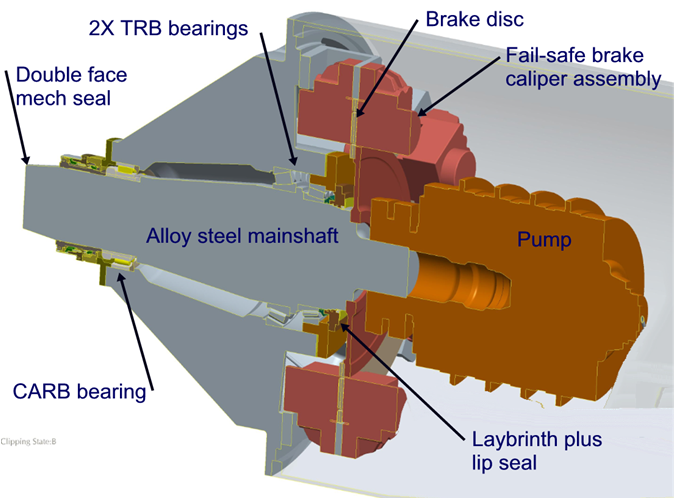 Brake disc
2X TRB bearings
Fail-safe brake
caliper assembly
Double face
mech seal
Alloy steel mainshaft
Pump
CARB bearing
Laybrinth plus
lip seal
Clipping State:B